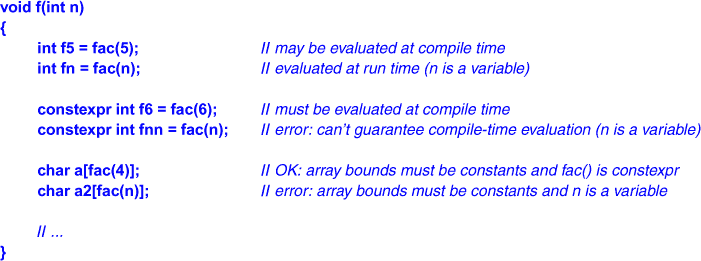 void f(int n)
{
int f5 = fac(5); // may be evaluated at compile time
int fn = fac(n); // evaluated at run time (n is a variable)
constexpr int f6 = fac(6); // must be evaluated at compile time
constexpr int fnn = fac(n); // error: can't guarantee compile-time evaluation (n is a variable)
char a[fac(4)]; // OK: array bounds must be constants and fac() is constexpr
char a2[fac(n)]; // error: array bounds must be constants and n is a variable
// ...
}